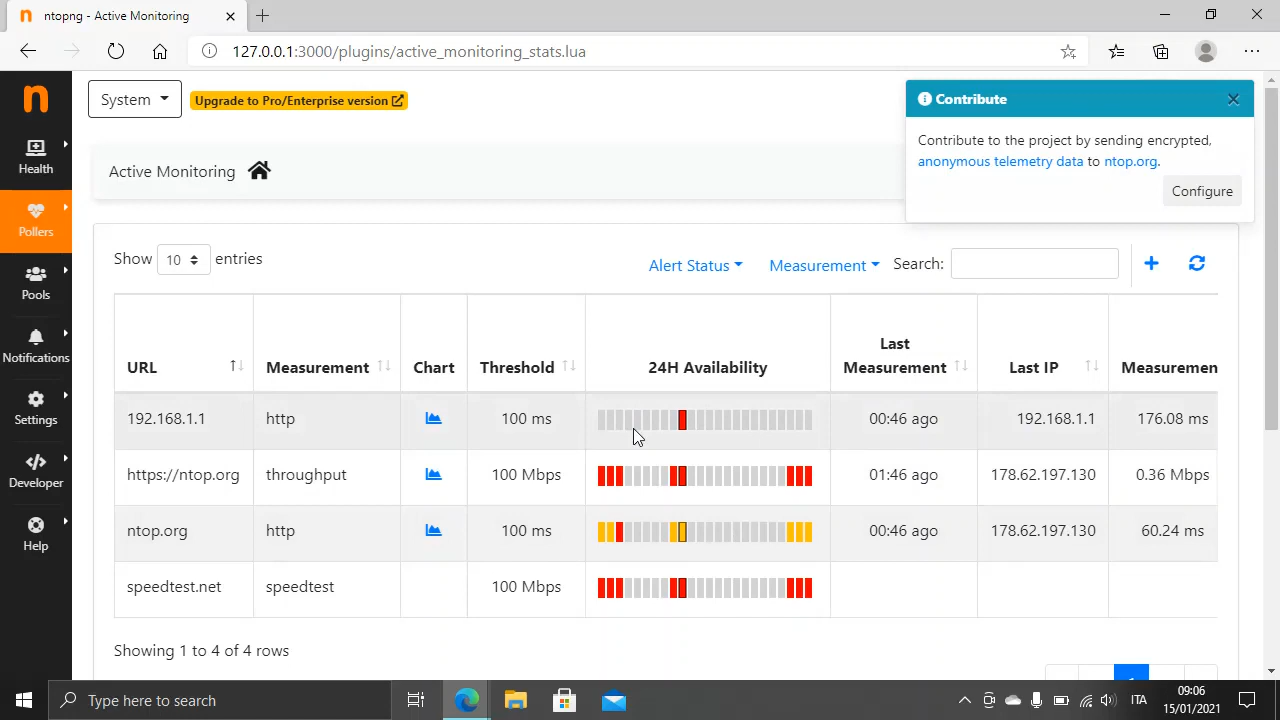 ntopng - Active Monitoring
127.0.0.1:3000/plugins/active_monitoring_stats.lua
n
System
Upgrade to Pro/Enterprise version
Contribute
Contribute to the project by sending encrypted,
anonymous telemetry data to ntop.org.
Configure
Health
Pollers
Pools
Notifications
Settings
Developer
Help
Active Monitoring
Show 10 entries
Alert Status Measurement Search:
URL Measurement Chart Threshold 24H Availability Last Measurement Last IP Measuremen
192.168.1.1 http 100 ms 00:46 ago 192.168.1.1 176.08 ms
https://ntop.org throughput 100 Mbps 01:46 ago 178.62.197.130 0.36 Mbps
ntop.org http 100 ms 00:46 ago 178.62.197.130 60.24 ms
speedtest.net speedtest 100 Mbps
Showing 1 to 4 of 4 rows
Type here to search
ITA
09:06
15/01/2021